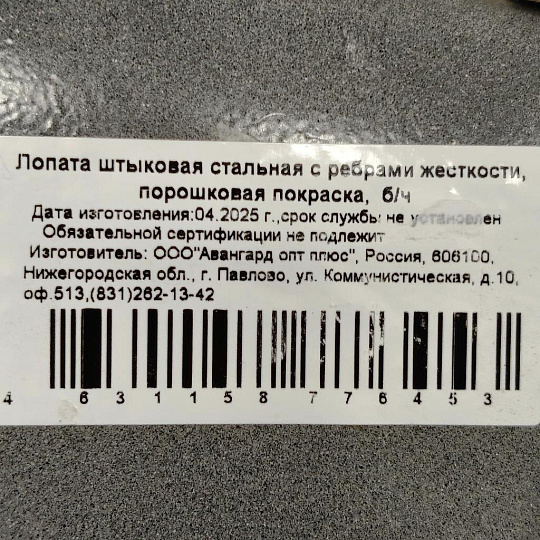 Лопата штыковая стальная с ребрами жесткости,
порошковая покраска, б/ч
Дата изготовления:04.2025 г.,срок службы не установлен
Обязательной сертификации не подлежит
Изготовитель: ООО"Авангард опт плюс", Россия, 606100,
Нижегородская обл., г. Павлово, ул. Коммунистическая, д.10,
оф.513,(831)262-13-42
4 631158 776453